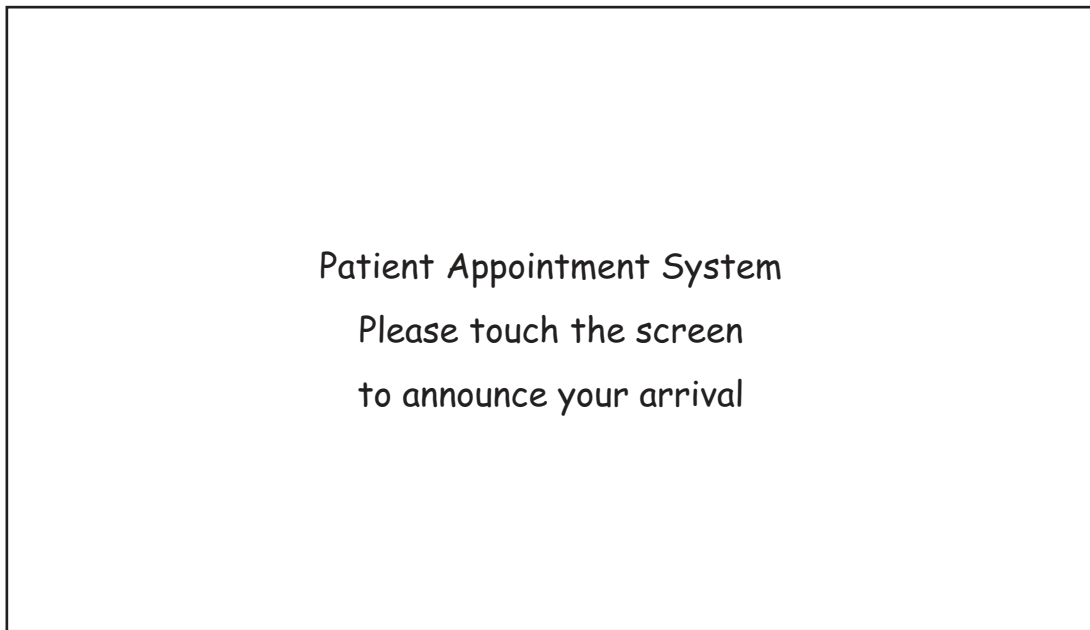 Patient Appointment System
Please touch the screen
to announce your arrival